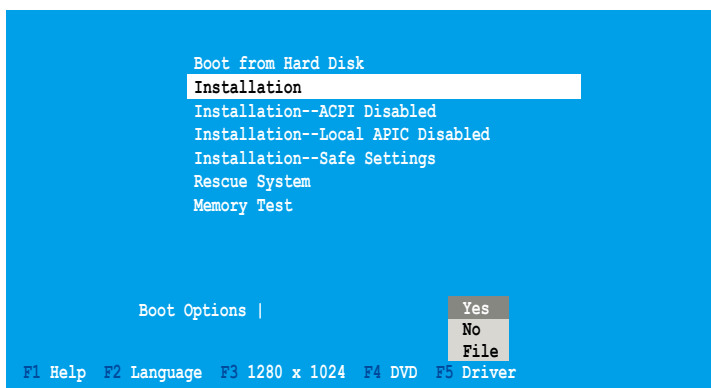 Boot from Hard Disk
Installation
Installation--ACPI Disabled
Installation--Local APIC Disabled
Installation--Safe Settings
Rescue System
Memory Test
Boot Options |
Yes
No
File
F1 Help F2 Language F3 1280 x 1024 F4 DVD F5 Driver